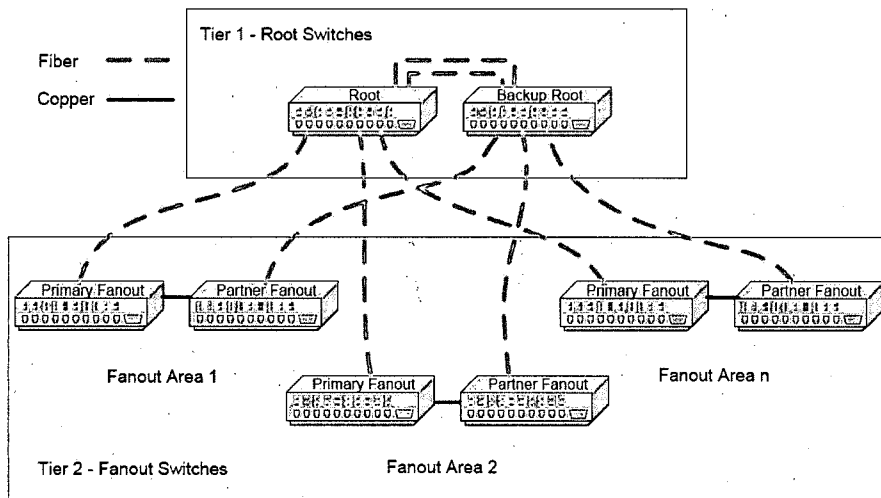 Tier 1 - Root Switches
Fiber
Copper
Root
Backup Root
Primary Fanout
Partner Fanout
Primary Fanout
Partner Fanout
Fanout Area 1
Primary Fanout
Partner Fanout
Fanout Area n
Tier 2 - Fanout Switches
Fanout Area 2